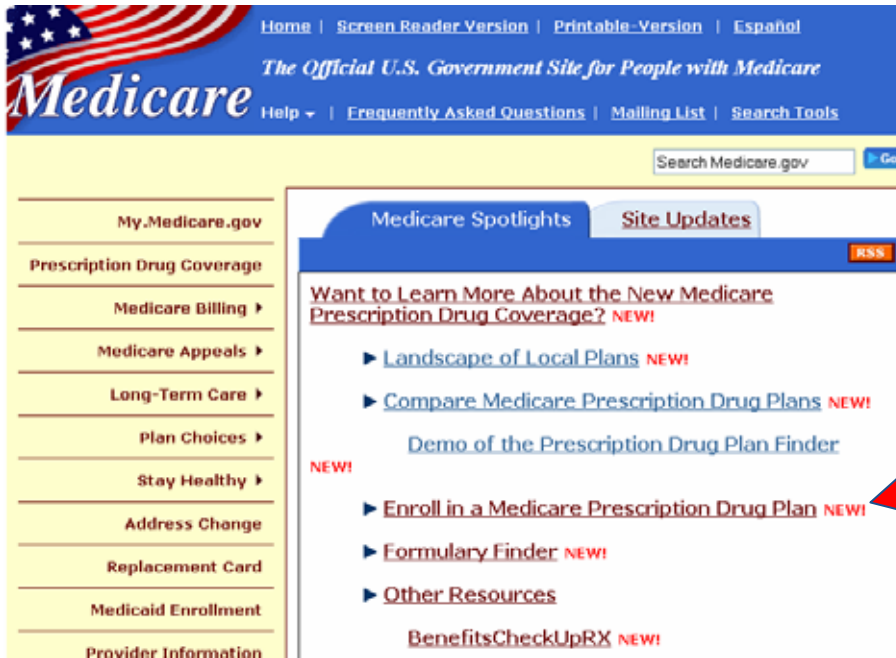 Home | Screen Reader Version | Printable-Version | Español
The Official U.S. Government Site for People with Medicare
Medicare
Help | Frequently Asked Questions | Mailing List | Search Tools
Search Medicare.gov
Go
My.Medicare.gov
Prescription Drug Coverage
Medicare Billing
Medicare Appeals
Long-Term Care
Plan Choices
Stay Healthy
Address Change
Replacement Card
Medicaid Enrollment
Provider Information
Medicare Spotlights
Site Updates
RSS
Want to Learn More About the New Medicare
Prescription Drug Coverage? NEW!
Landscape of Local Plans NEW!
Compare Medicare Prescription Drug Plans NEW!
Demo of the Prescription Drug Plan Finder
NEW!
Enroll in a Medicare Prescription Drug Plan NEW!
Formulary Finder NEW!
Other Resources
BenefitsCheckUpRX NEW!